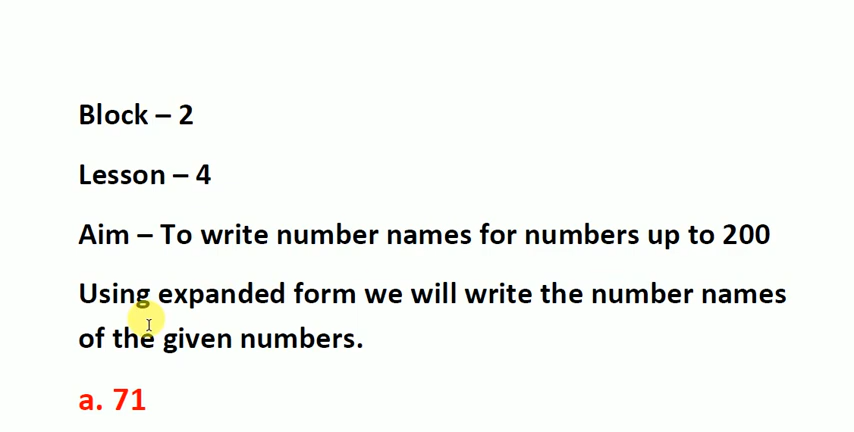 Block – 2
Lesson – 4
Aim – To write number names for numbers up to 200
Using expanded form we will write the number names
of the given numbers.
a. 71